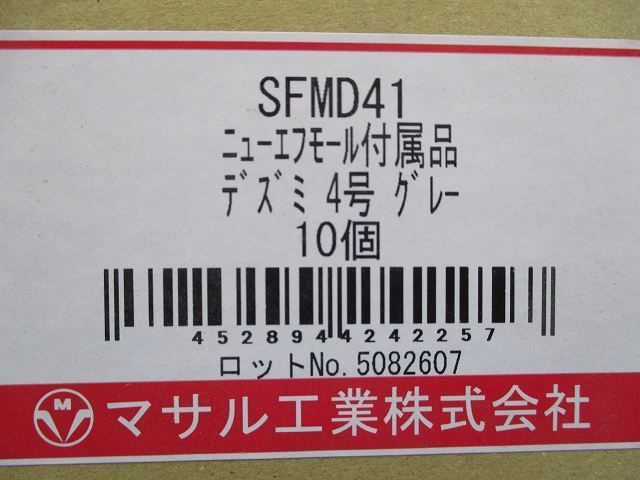 SFMD41
ﾆｭｰｴﾌﾓｰﾙ付属品
ﾃﾞｽﾞﾐ 4号 ｸﾞﾚｰ
10個
4528944242257
ロットNo.5082607
M マサル工業株式会社